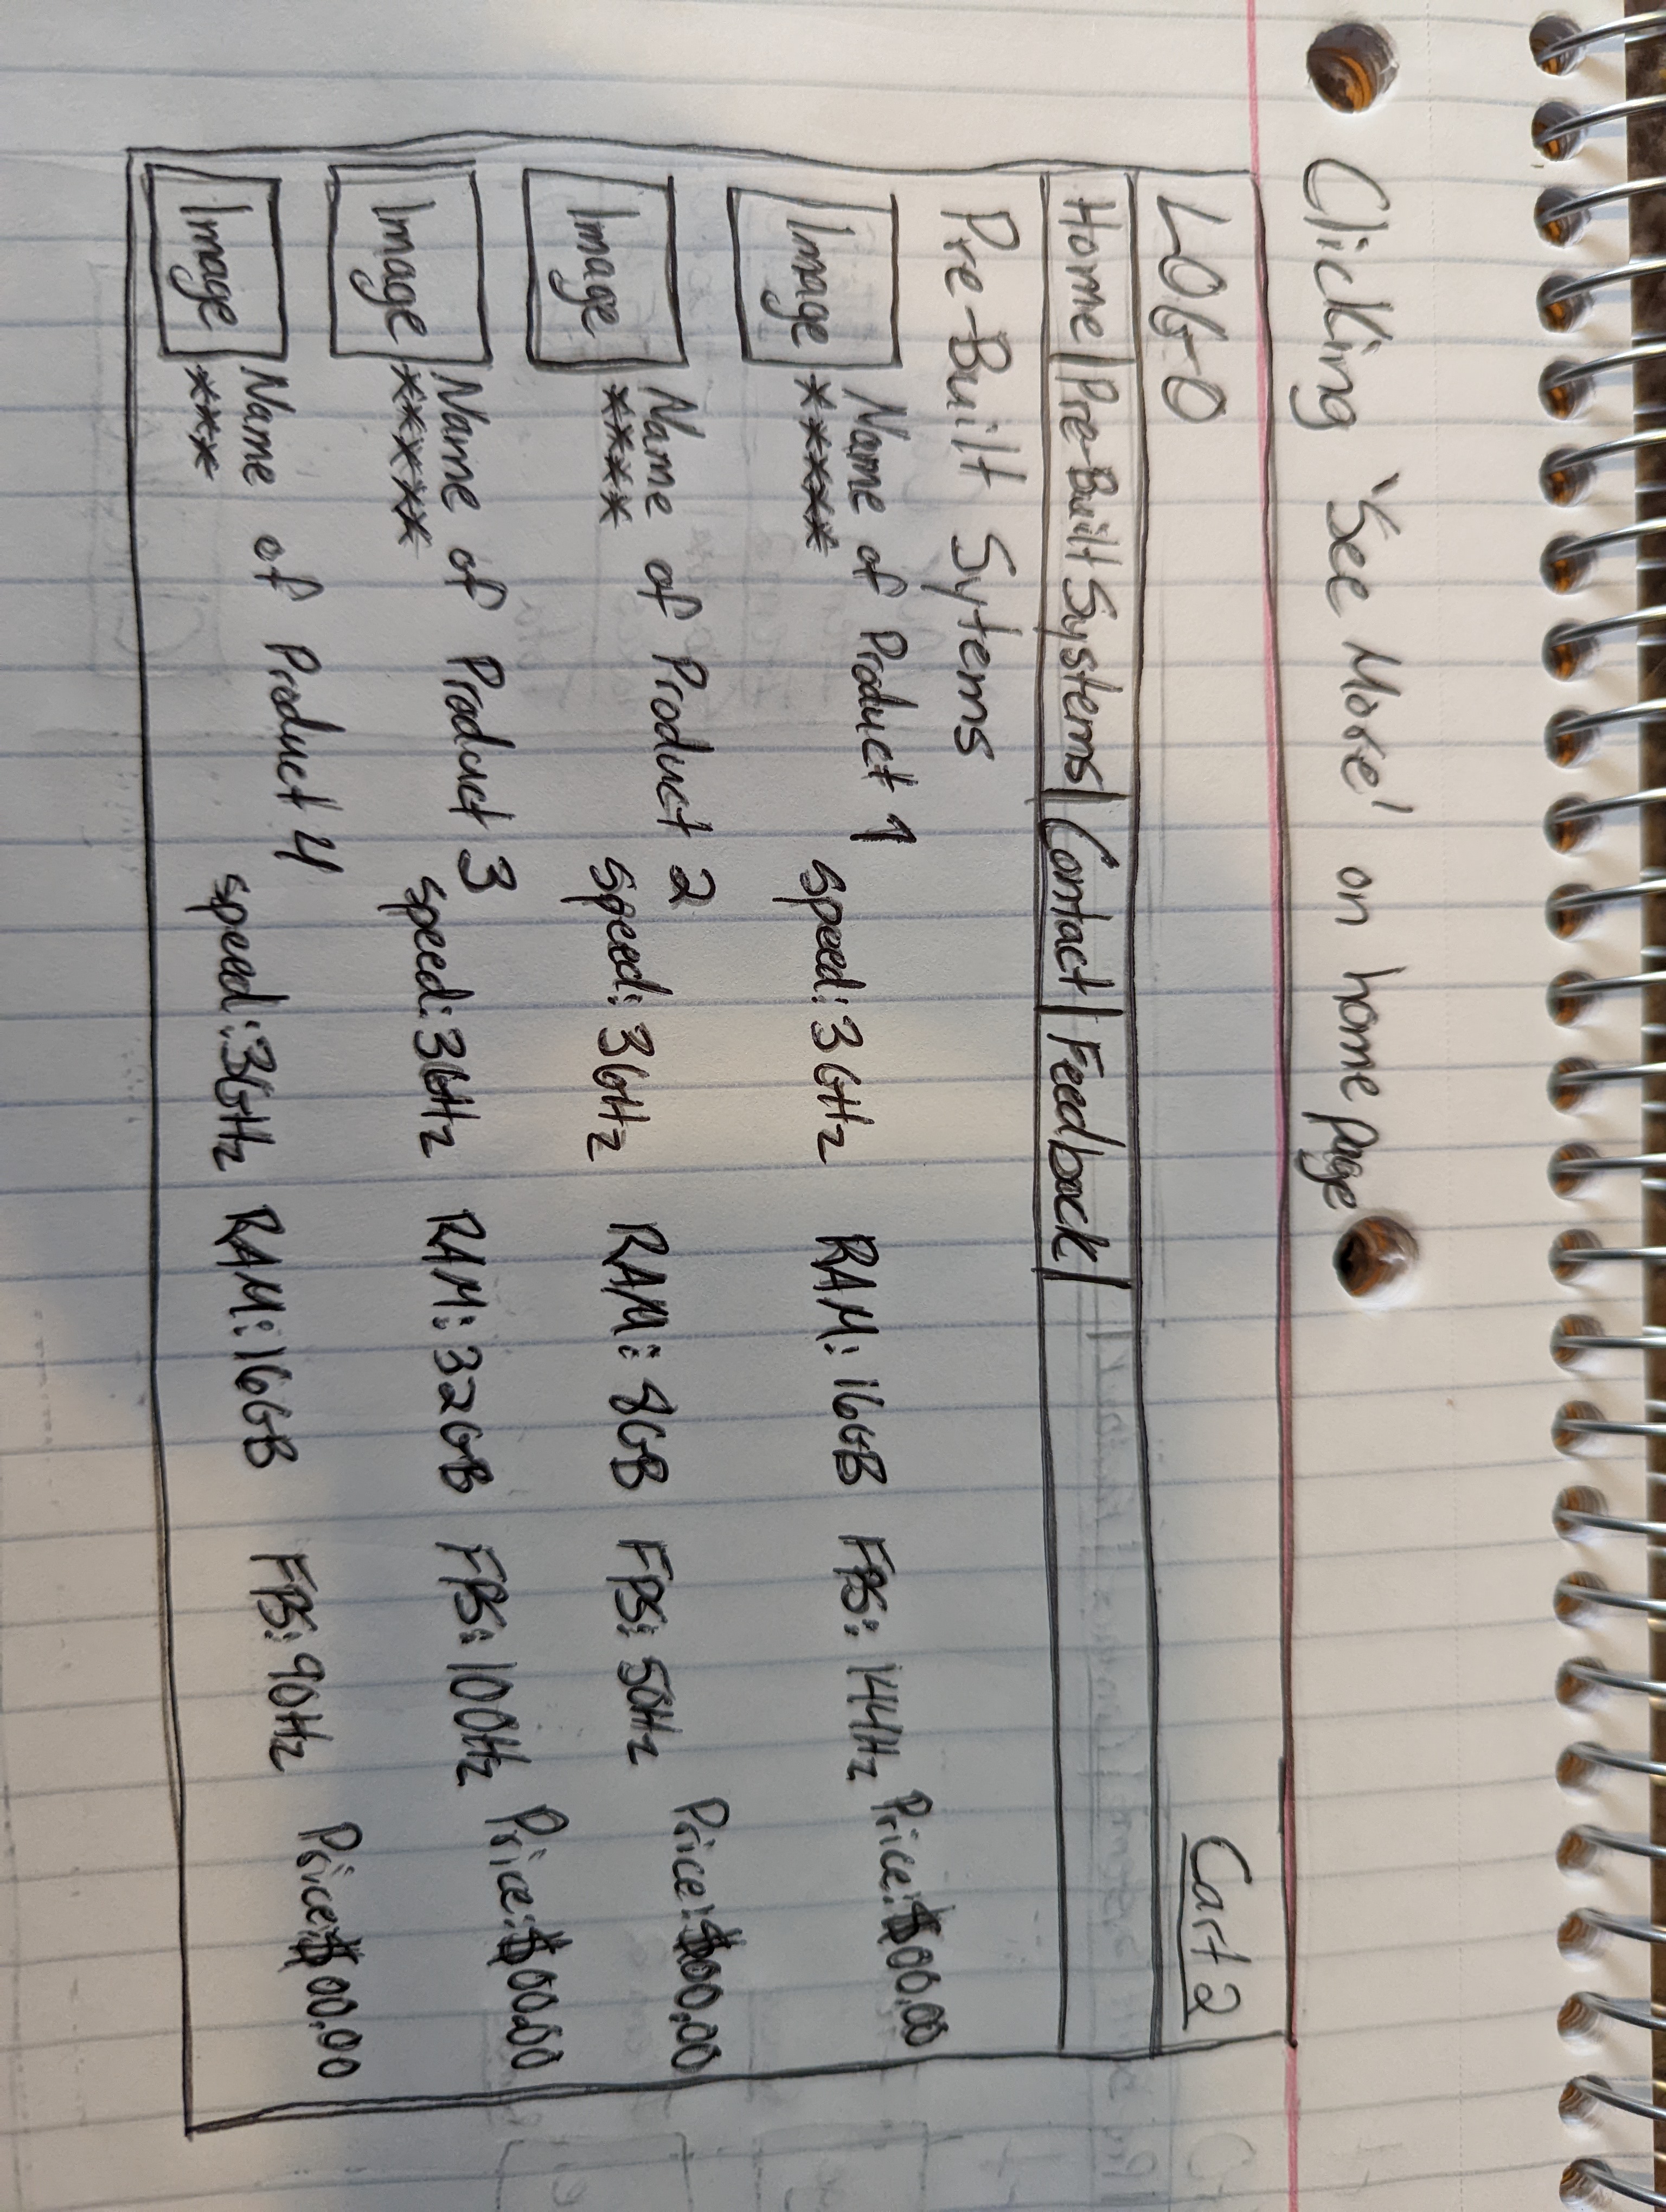 Clicking 'See More' on home page
LOGO Cart 2
Home | Pre-Built Systems | Contact | Feedback |
Pre-Built Sytems
Image Name of Product 1 speed: 3GHz RAM: 16GB FPS: 144Hz Price: $00.00
*****
Image Name of Product 2 speed: 3GHz RAM: 8GB FPS: 50Hz Price: $00.00
****
Image Name of Product 3 speed: 3GHz RAM: 32GB FPS: 100Hz Price: $00.00
*****
Image Name of Product 4 speed: 3GHz RAM: 16GB FPS: 90Hz Price: $00.00
***